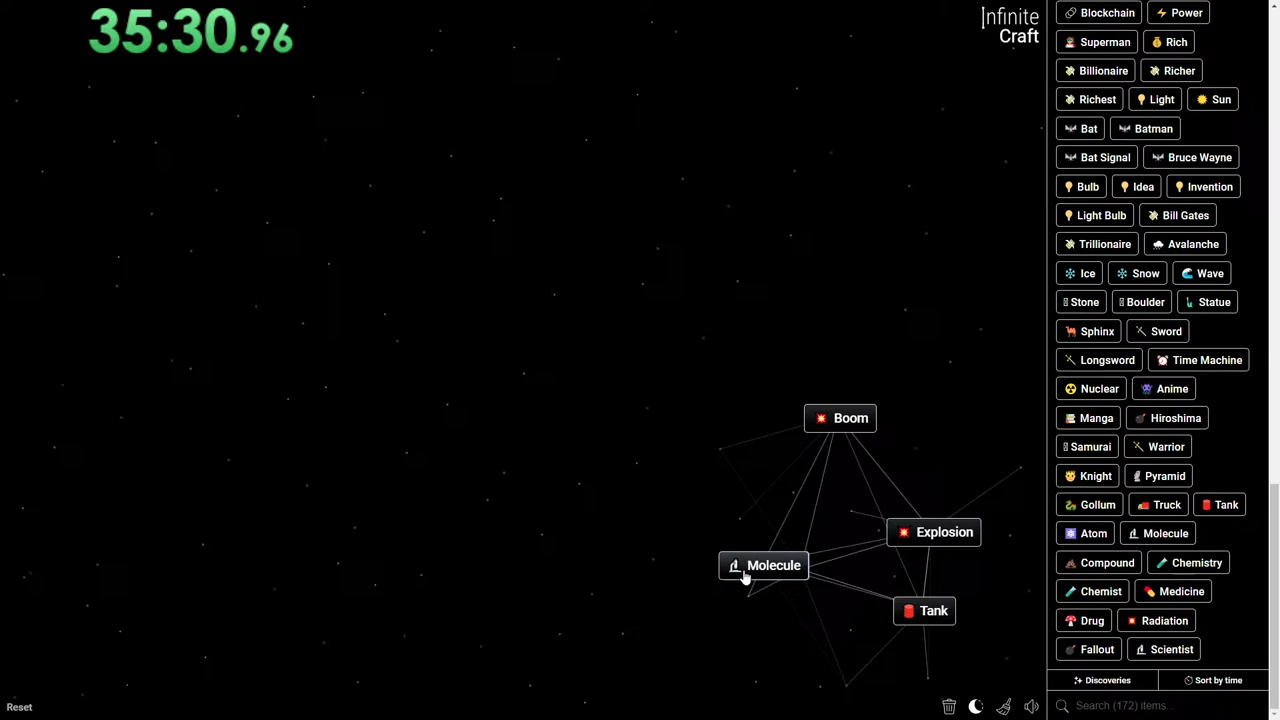 35:30.96
Infinite
Craft
Blockchain Power
Superman Rich
Billionaire Richer
Richest Light Sun
Bat Batman
Bat Signal Bruce Wayne
Bulb Idea Invention
Light Bulb Bill Gates
Trillionaire Avalanche
Ice Snow Wave
Stone Boulder Statue
Sphinx Sword
Longsword Time Machine
Nuclear Anime
Manga Hiroshima
Samurai Warrior
Knight Pyramid
Gollum Truck Tank
Atom Molecule
Compound Chemistry
Chemist Medicine
Drug Radiation
Fallout Scientist
Discoveries Sort by time
Search (172) items...
Boom
Explosion
Molecule
Tank
Reset